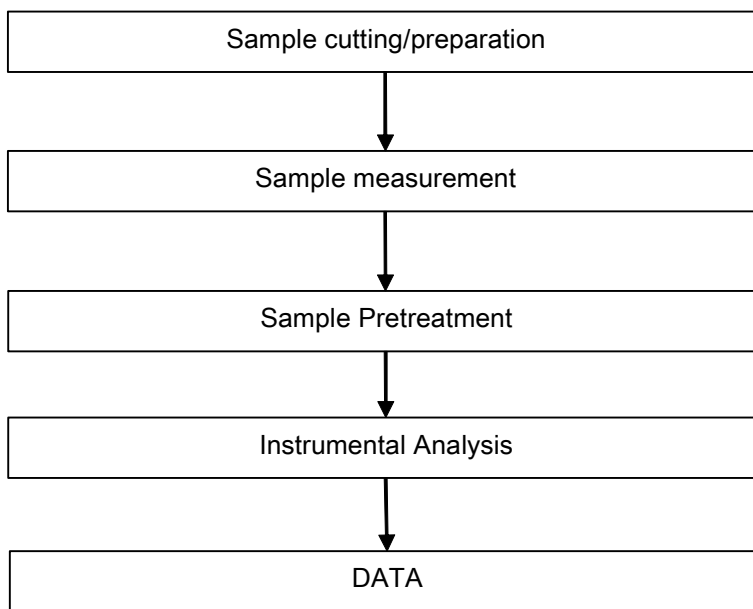 Sample cutting/preparation
Sample measurement
Sample Pretreatment
Instrumental Analysis
DATA